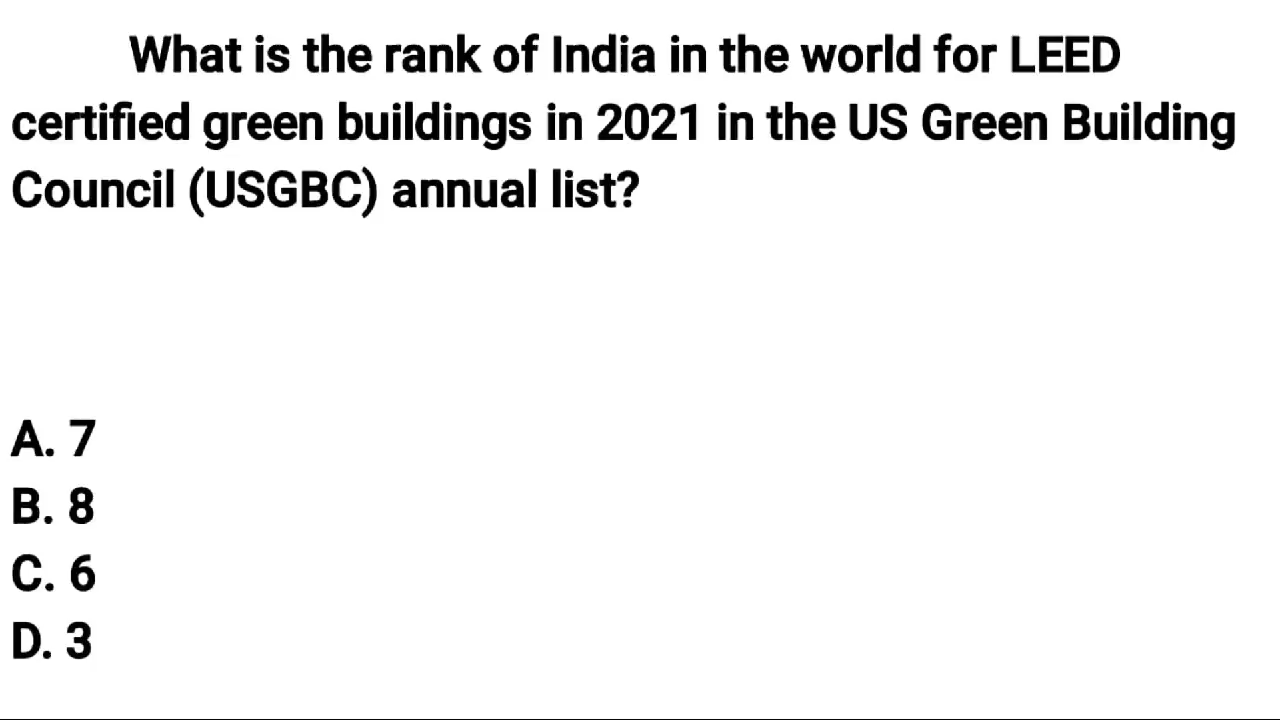 What is the rank of India in the world for LEED
certified green buildings in 2021 in the US Green Building
Council (USGBC) annual list?
A. 7
B. 8
C. 6
D. 3